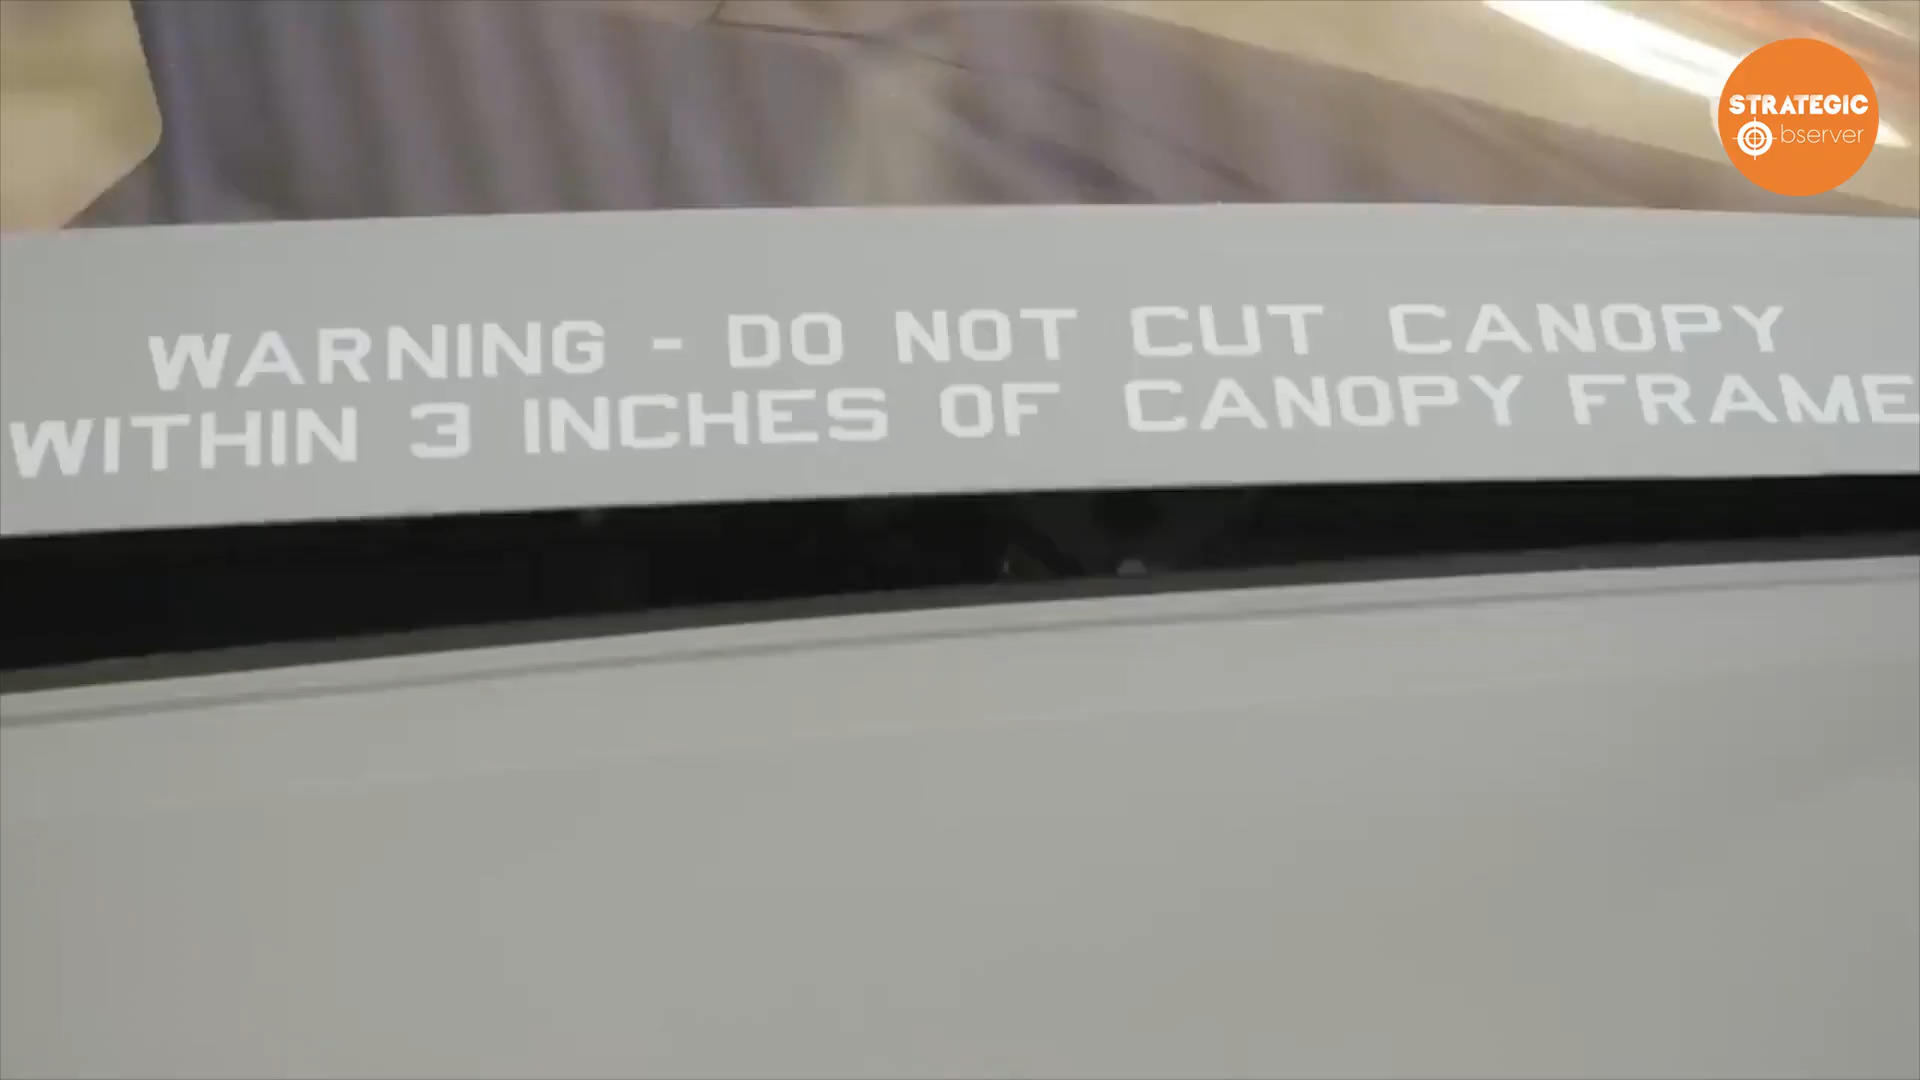 STRATEGIC
bserver
WARNING - DO NOT CUT CANOPY
WITHIN 3 INCHES OF CANOPY FRAME